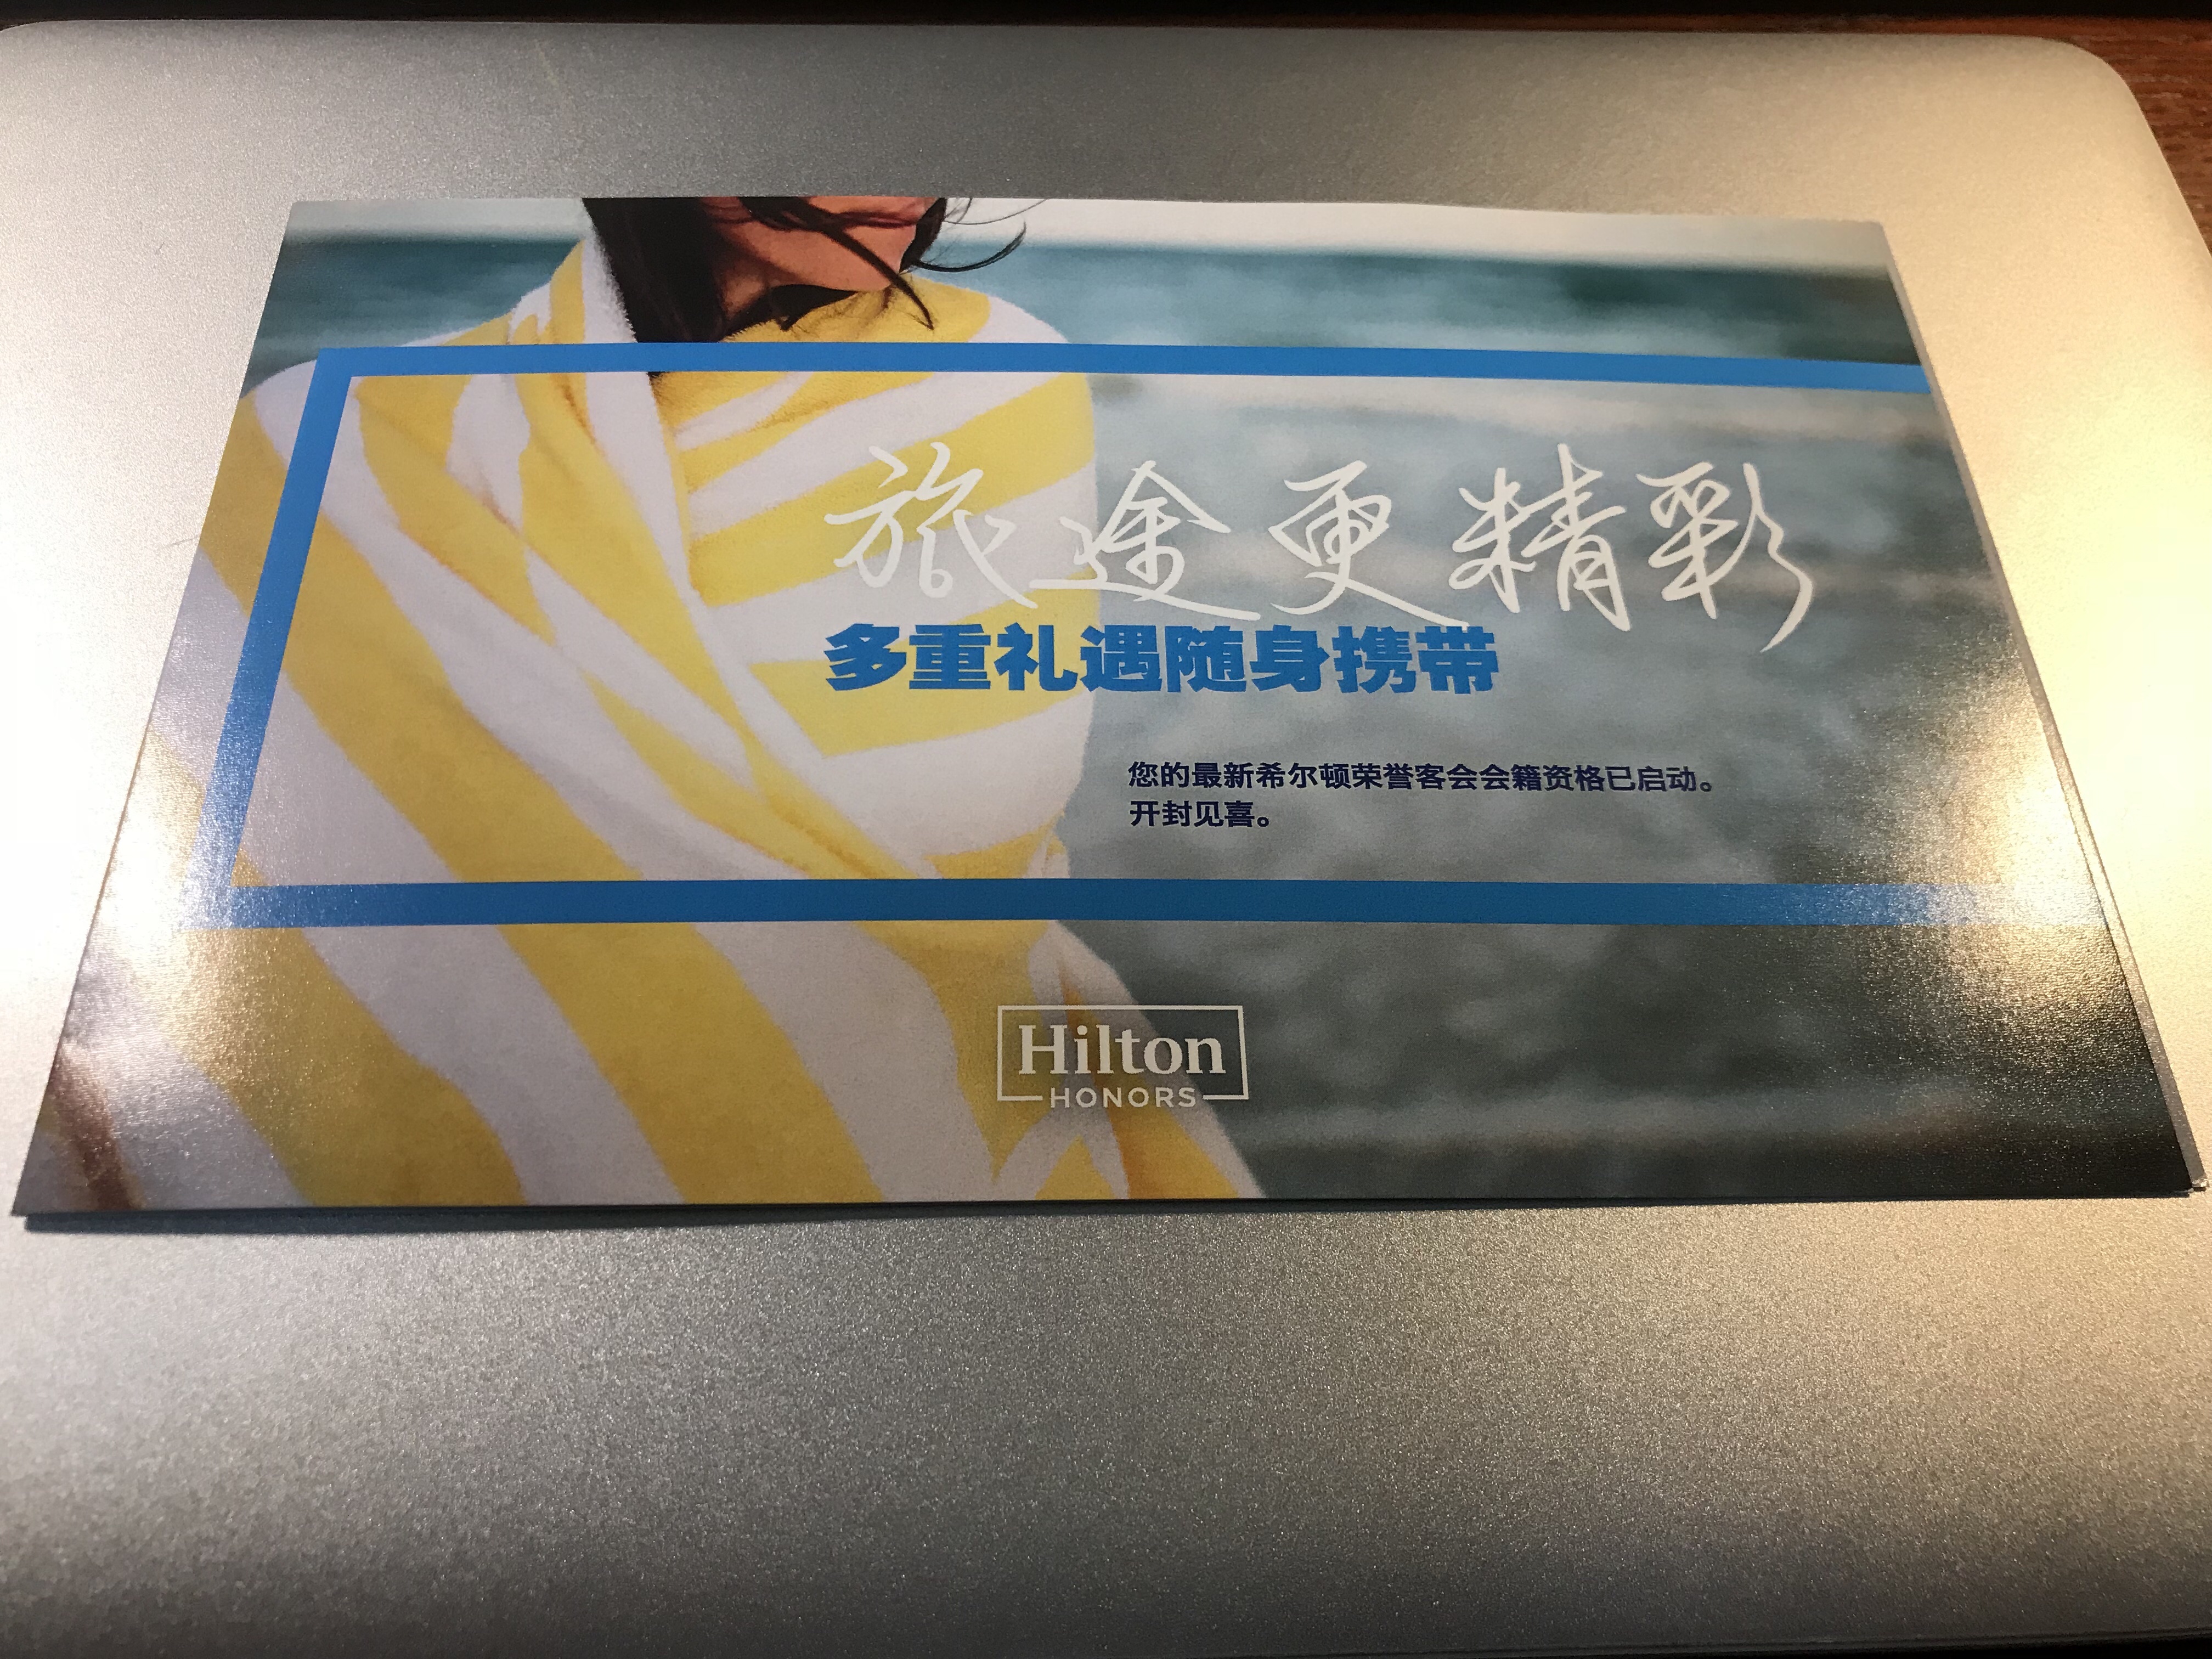 旅途更精彩
多重礼遇随身携带
您的最新希尔顿荣誉客会会籍资格已启动。
开封见喜。
Hilton
HONORS